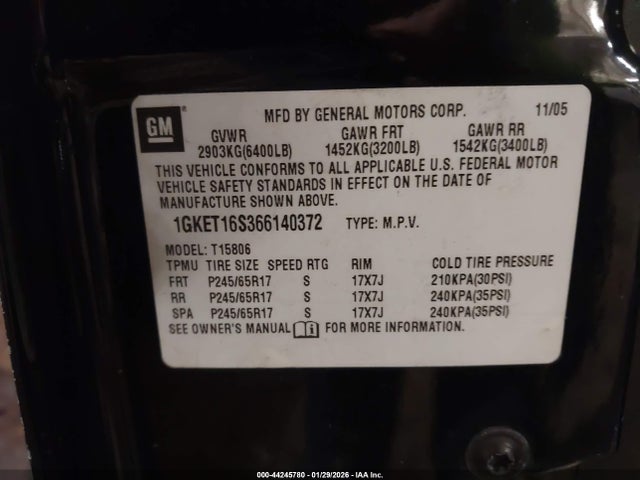 GM
MFD BY GENERAL MOTORS CORP. 11/05
GVWR GAWR FRT GAWR RR
2903KG(6400LB) 1452KG(3200LB) 1542KG(3400LB)
THIS VEHICLE CONFORMS TO ALL APPLICABLE U.S. FEDERAL MOTOR
VEHICLE SAFETY STANDARDS IN EFFECT ON THE DATE OF
MANUFACTURE SHOWN ABOVE.
1GKET16S366140372 TYPE: M.P.V.
MODEL: T15806
TPMU TIRE SIZE SPEED RTG RIM COLD TIRE PRESSURE
FRT P245/65R17 S 17X7J 210KPA(30PSI)
RR P245/65R17 S 17X7J 240KPA(35PSI)
SPA P245/65R17 S 17X7J 240KPA(35PSI)
SEE OWNER'S MANUAL FOR MORE INFORMATION.
000-44245780 - 01/29/2026 - IAA Inc.